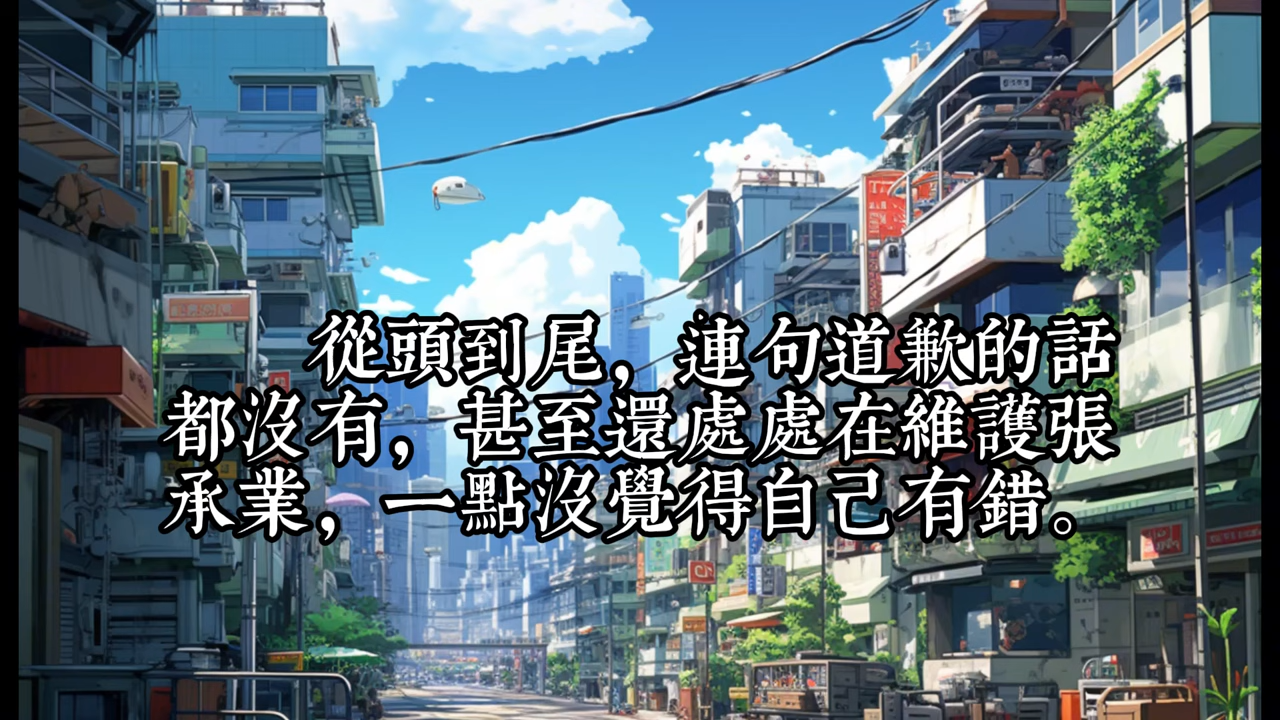 從頭到尾，連句道歉的話
都沒有，甚至還處處在維護張
承業，一點沒覺得自己有錯。